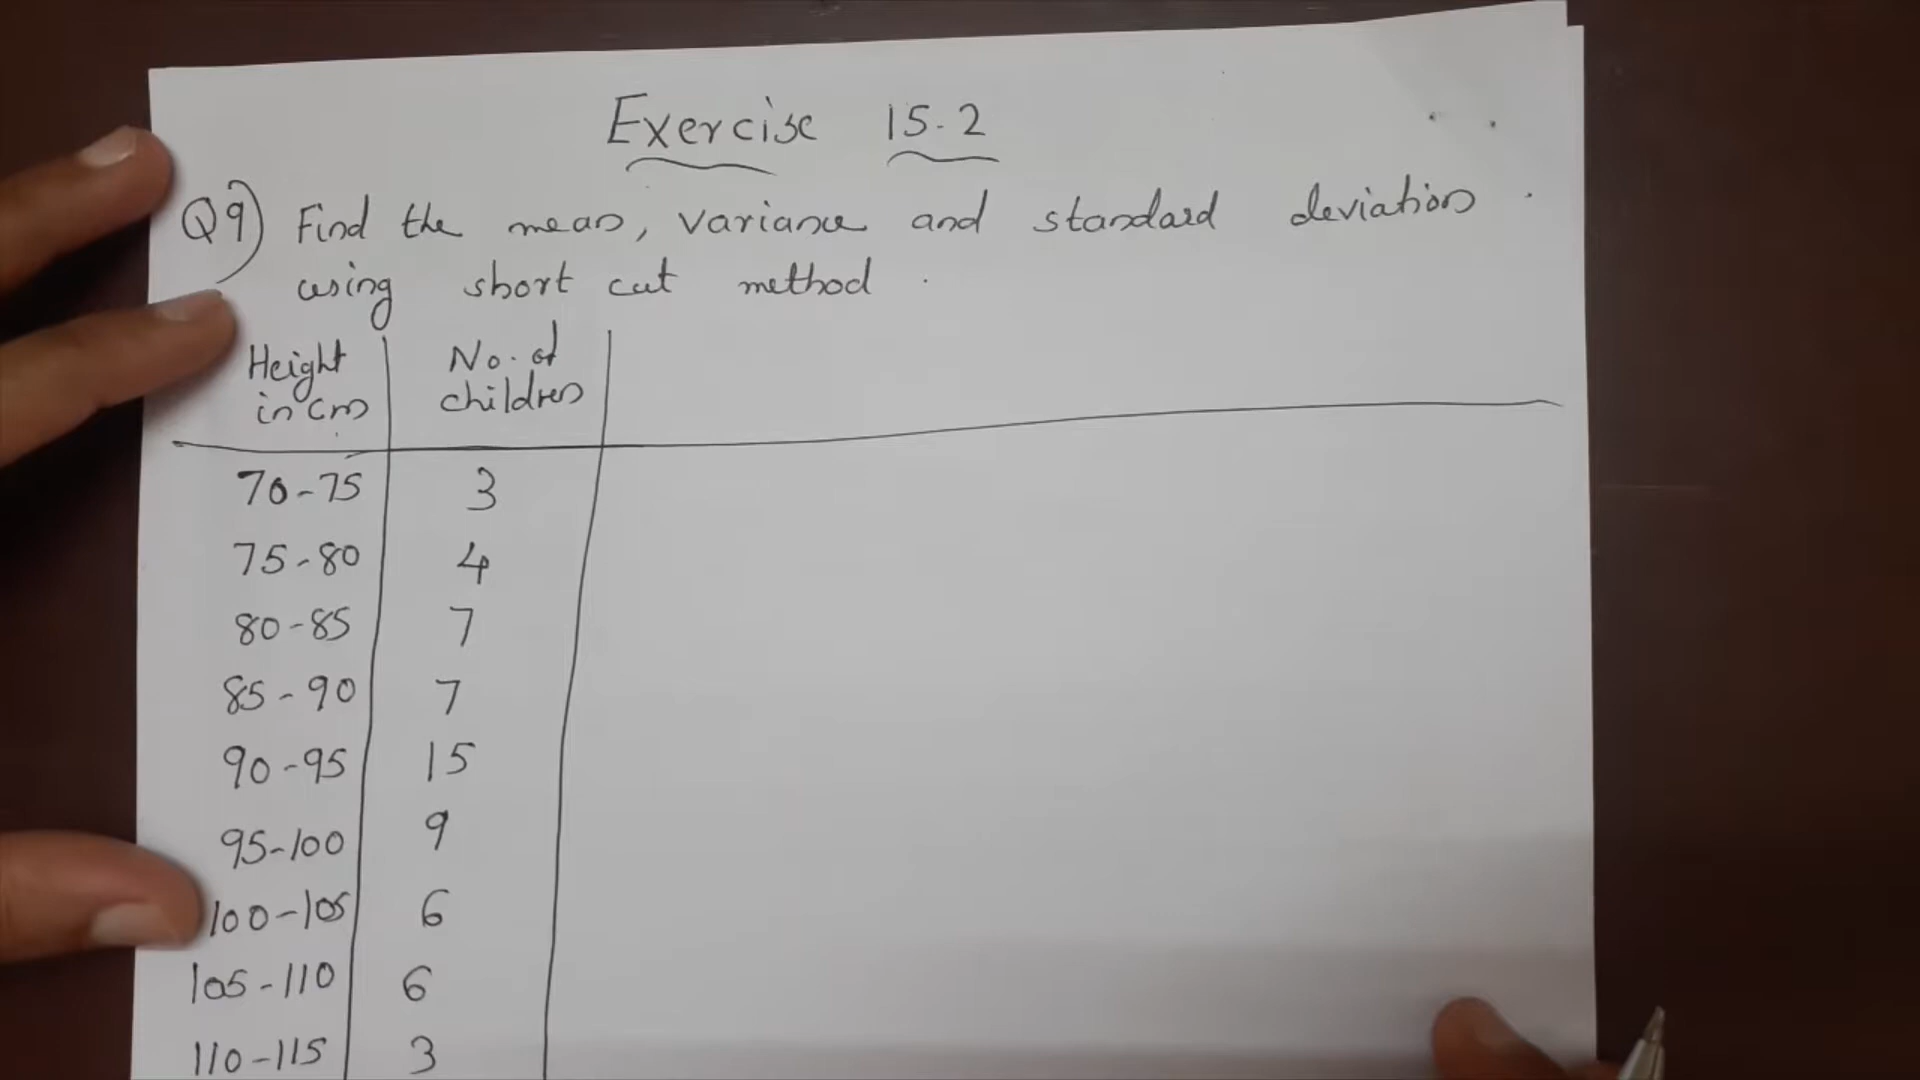 Exercise 15.2
Q9) Find the mean, variance and standard deviation
using short cut method.
Height in cm | No. of children
70-75 3
75-80 4
80-85 7
85-90 7
90-95 15
95-100 9
100-105 6
105-110 6
110-115 3